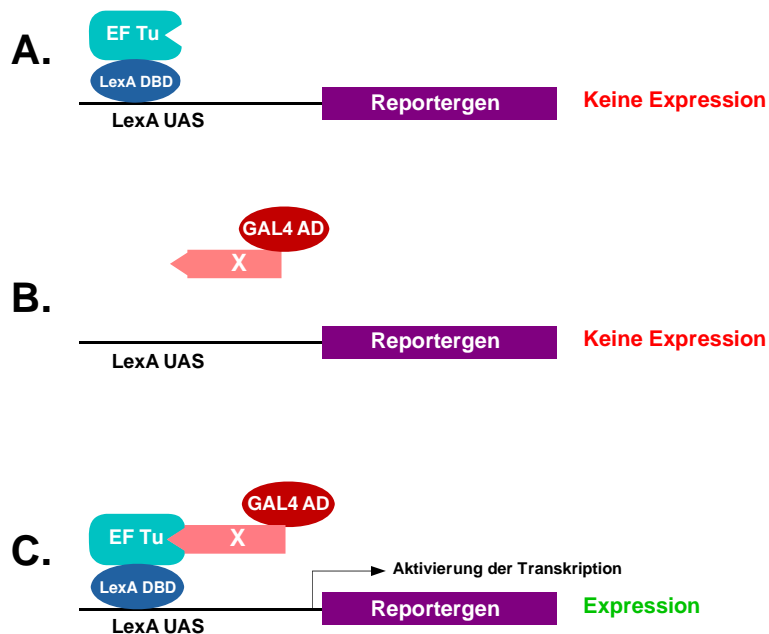 A.
EF Tu
LexA DBD
LexA UAS
Reportergen
Keine Expression
B.
GAL4 AD
X
LexA UAS
Reportergen
Keine Expression
C.
GAL4 AD
EF Tu
X
LexA DBD
LexA UAS
Aktivierung der Transkription
Reportergen
Expression